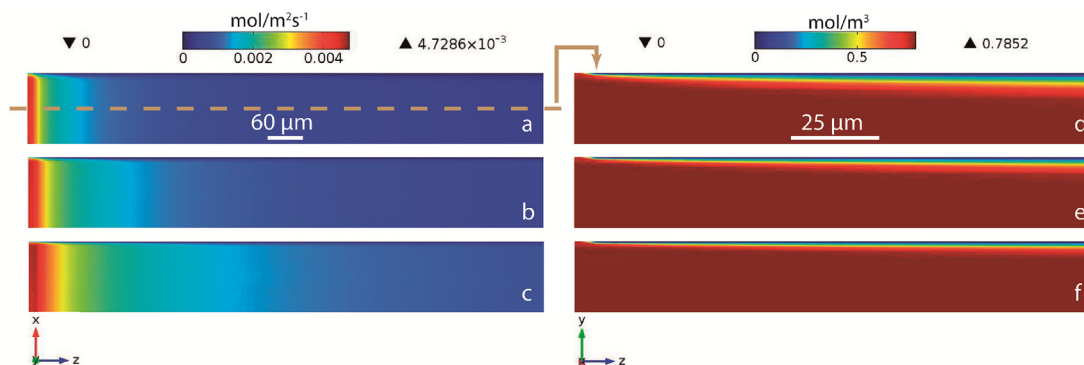 mol/m²s⁻¹
▼ 0
0 0.002 0.004
▲ 4.7286×10⁻³
mol/m³
▼ 0
0 0.5
▲ 0.7852
60 μm
a
25 μm
d
b
e
c
f
x
y
z
y
x
z